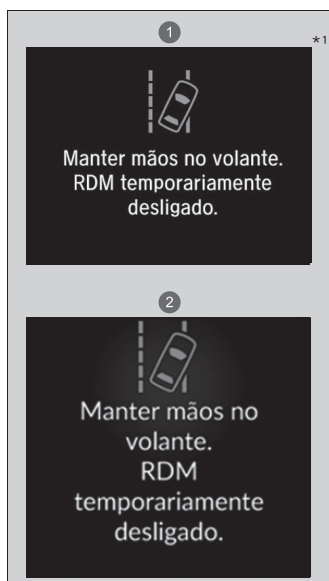 1
*1
Manter mãos no volante.
RDM temporariamente
desligado.
2
Manter mãos no
volante.
RDM
temporariamente
desligado.